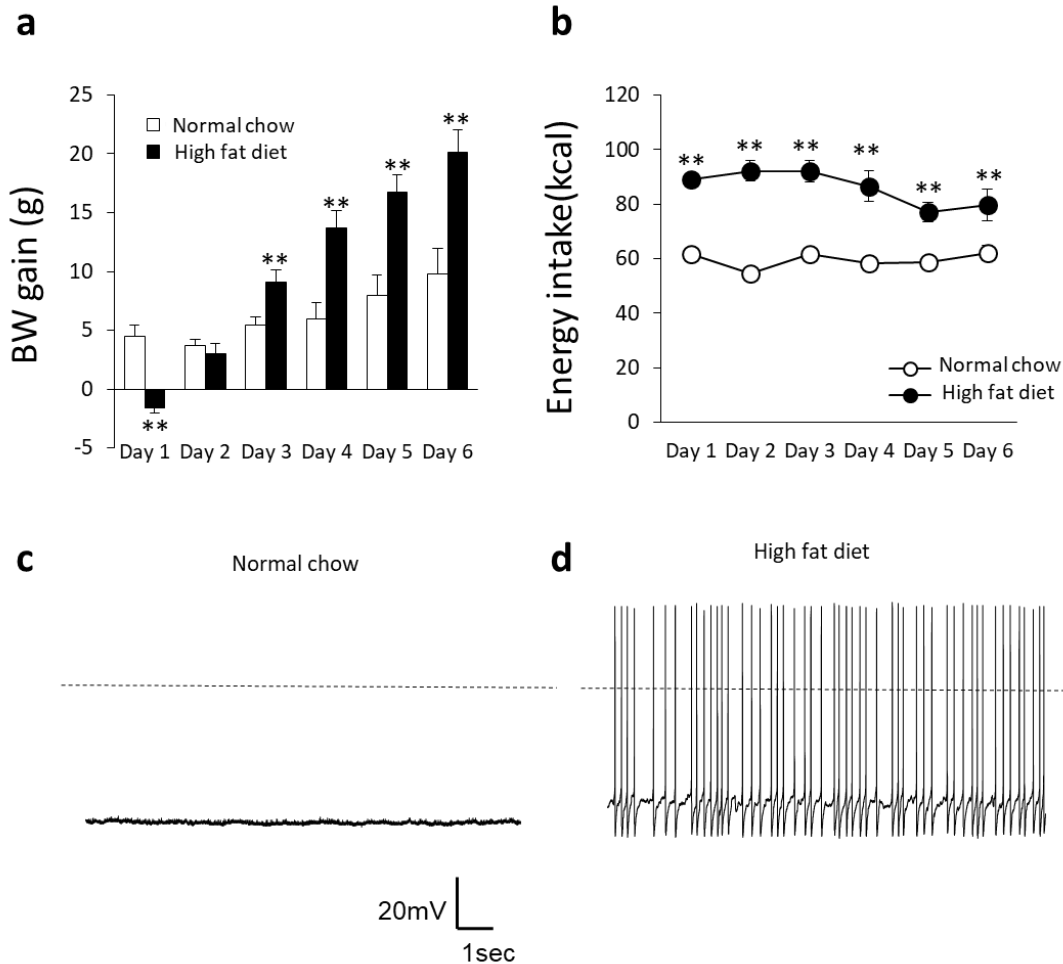 a
BW gain (g)
25
20
15
10
5
0
-5
Normal chow
High fat diet
**
**
**
**
**
Day 1 Day 2 Day 3 Day 4 Day 5 Day 6
b
Energy intake(kcal)
120
100
80
60
40
20
0
** ** ** ** ** **
Normal chow
High fat diet
Day 1 Day 2 Day 3 Day 4 Day 5 Day 6
c
Normal chow
d
High fat diet
20mV
1sec